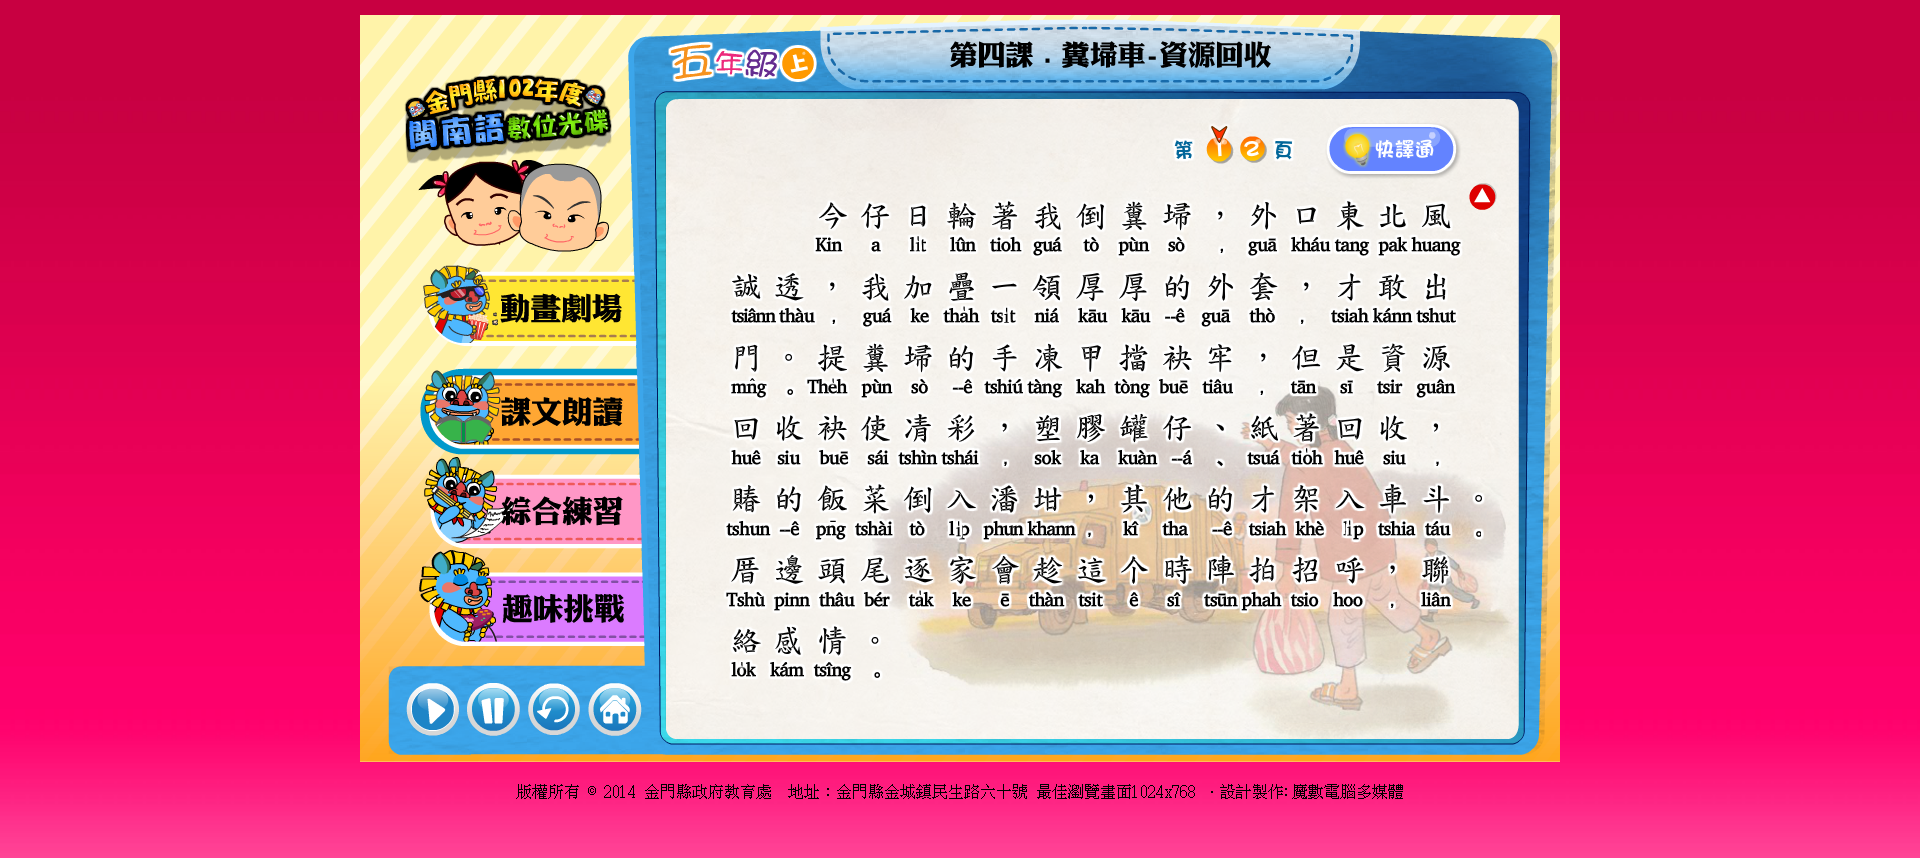 五年級上
第四課．糞埽車-資源回收
金門縣102年度
閩南語數位光碟
第 1 2 頁
快譯通
今仔日輪著我倒糞埽，外口東北風
Kin a li̍t lûn tioh guá tò pùn sò ， guā kháu tang pak huang
誠透，我加疊一領厚厚的外套，才敢出
tsiânn thàu ， guá ke tha̍h tsi̍t niá kāu kāu --ê guā thò ， tsiah kánn tshut
門。提糞埽的手凍甲擋袂牢，但是資源
mn̂g 。 The̍h pùn sò --ê tshiú tàng kah tòng buē tiâu ， tān sī tsir guân
回收袂使凊彩，塑膠罐仔、紙著回收，
huê siu buē sái tshìn tshái ， sok ka kuàn --á 、 tsuá tio̍h huê siu ，
賰的飯菜倒入潘坩，其他的才架入車斗。
tshun --ê pn̄g tshài tò li̍p phun khann ， kî tha --ê tsiah khè li̍p tshia táu 。
厝邊頭尾逐家會趁這个時陣拍招呼，聯
Tshù pinn thâu bér ta̍k ke ē thàn tsit ê sî tsūn phah tsio hoo ， liân
絡感情。
lo̍k kám tsîng 。
動畫劇場
課文朗讀
綜合練習
趣味挑戰
版權所有 © 2014 金門縣政府教育處 地址：金門縣金城鎮民生路六十號 最佳瀏覽畫面1024x768 ．設計製作:魔數電腦多媒體